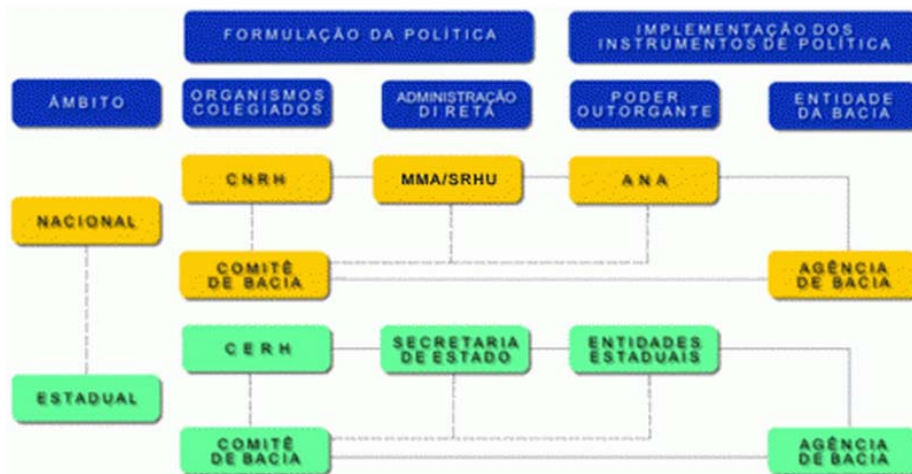 FORMULAÇÃO DA POLÍTICA
IMPLEMENTAÇÃO DOS
INSTRUMENTOS DE POLÍTICA
ÂMBITO
ORGANISMOS
COLEGIADOS
ADMINISTRAÇÃO
DIRETA
PODER
OUTORGANTE
ENTIDADE
DA BACIA
NACIONAL
CNRH
MMA/SRHU
ANA
COMITÊ
DE BACIA
AGÊNCIA
DE BACIA
ESTADUAL
CERH
SECRETARIA
DE ESTADO
ENTIDADES
ESTADUAIS
COMITÊ
DE BACIA
AGÊNCIA
DE BACIA